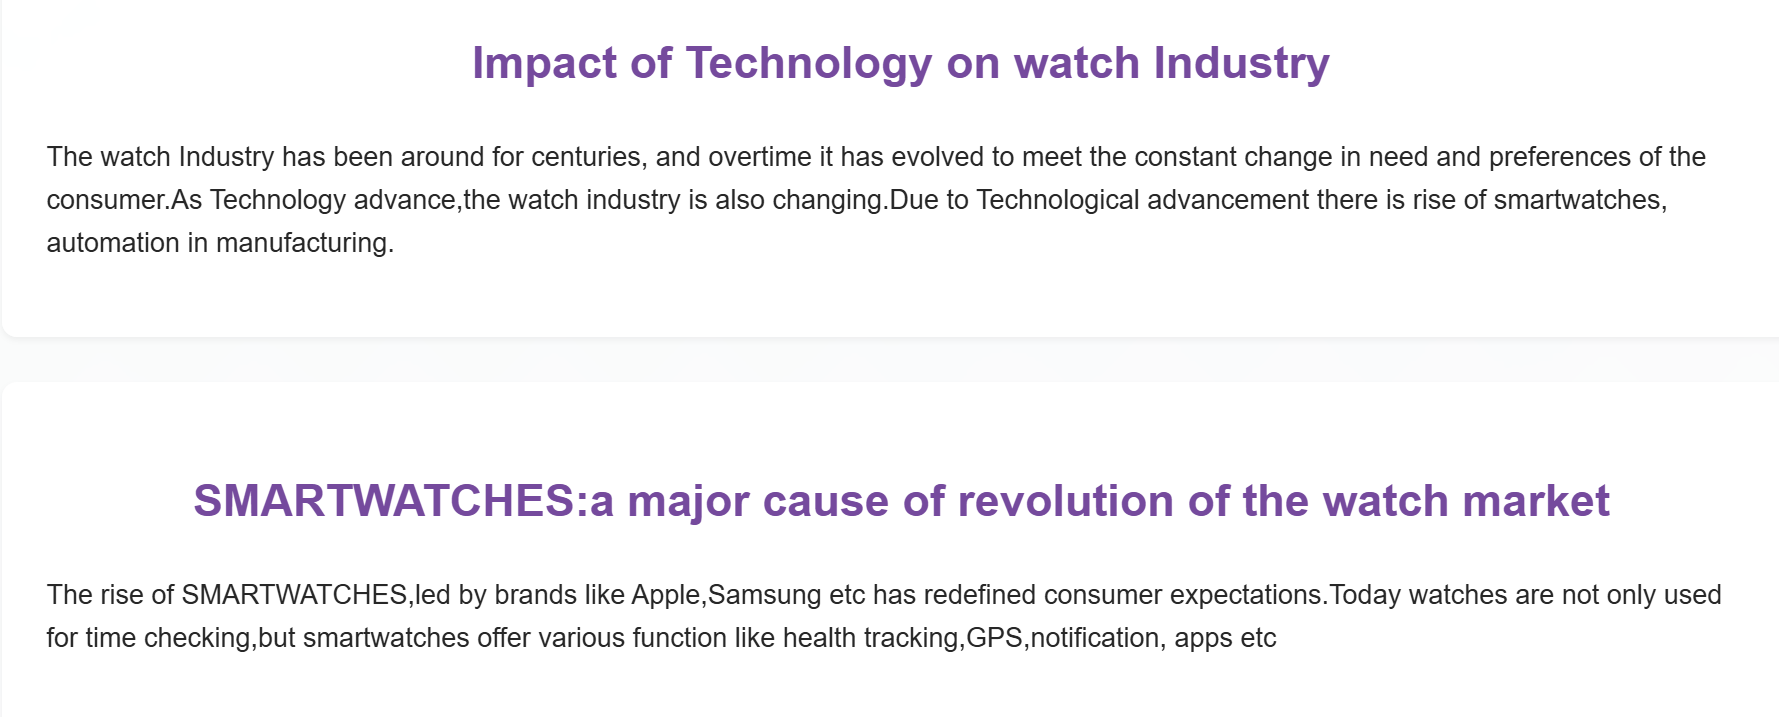 Impact of Technology on watch Industry
The watch Industry has been around for centuries, and overtime it has evolved to meet the constant change in need and preferences of the
consumer.As Technology advance,the watch industry is also changing.Due to Technological advancement there is rise of smartwatches,
automation in manufacturing.
SMARTWATCHES:a major cause of revolution of the watch market
The rise of SMARTWATCHES,led by brands like Apple,Samsung etc has redefined consumer expectations.Today watches are not only used
for time checking,but smartwatches offer various function like health tracking,GPS,notification, apps etc